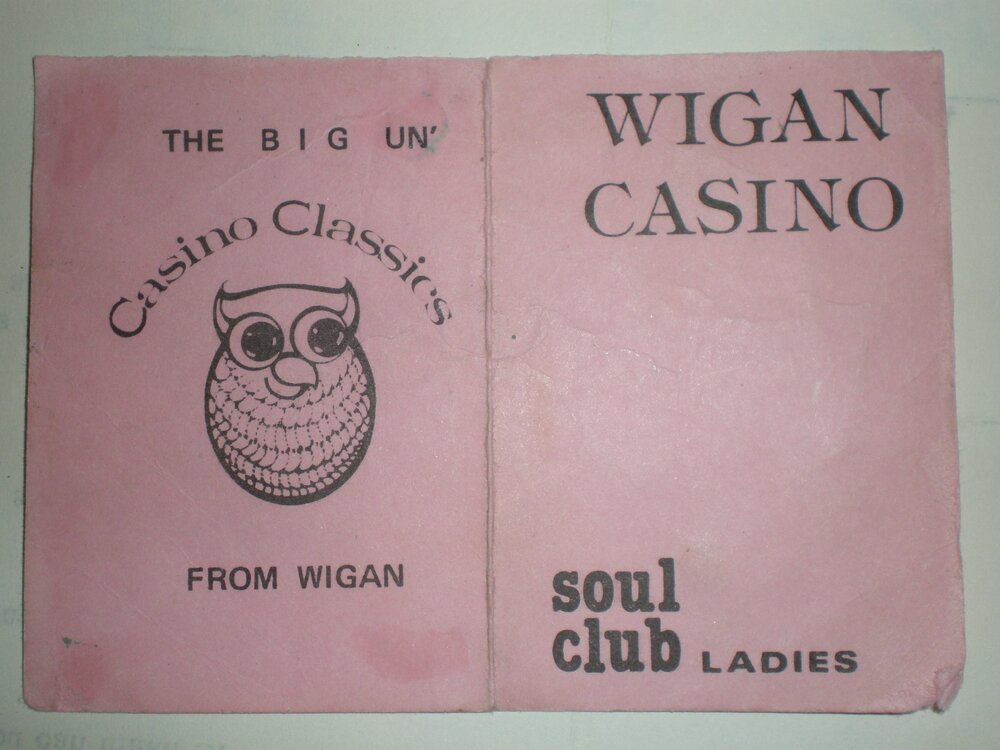 THE BIG UN'
Casino Classics
FROM WIGAN
WIGAN
CASINO
soul
club LADIES